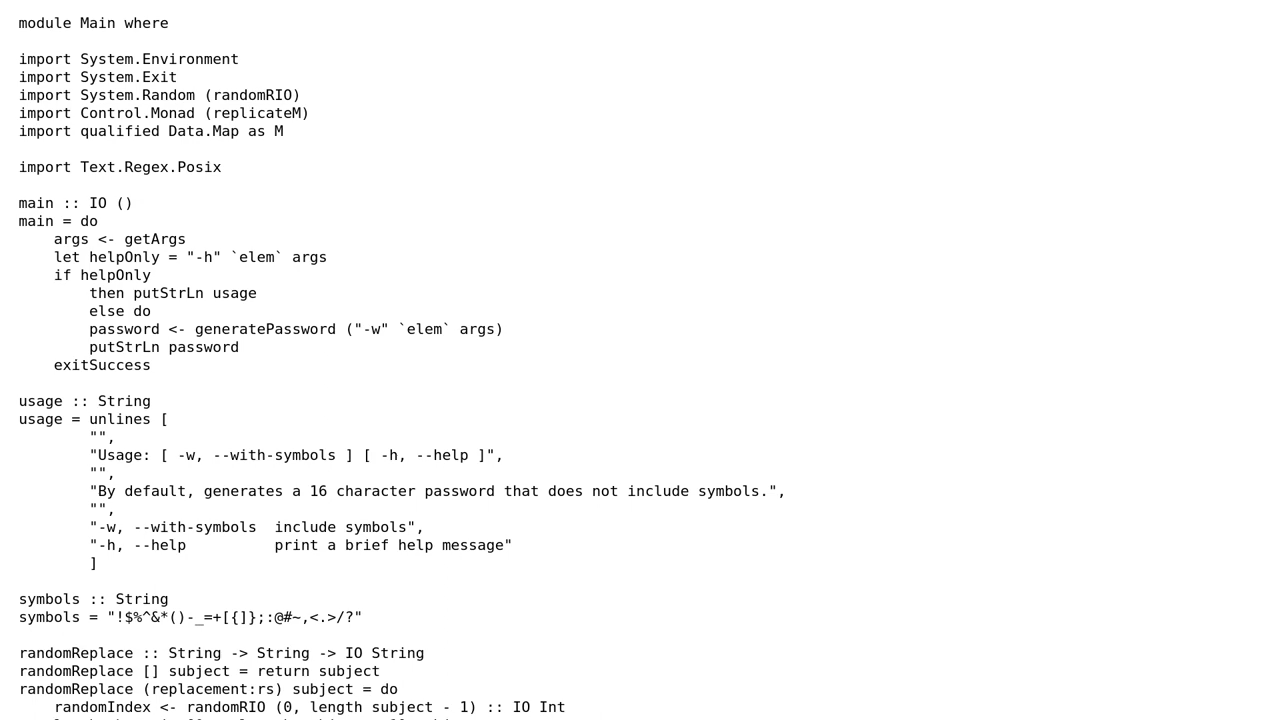 module Main where

import System.Environment
import System.Exit
import System.Random (randomRIO)
import Control.Monad (replicateM)
import qualified Data.Map as M

import Text.Regex.Posix

main :: IO ()
main = do
    args <- getArgs
    let helpOnly = "-h" `elem` args
    if helpOnly
        then putStrLn usage
        else do
        password <- generatePassword ("-w" `elem` args)
        putStrLn password
    exitSuccess

usage :: String
usage = unlines [
        "",
        "Usage: [ -w, --with-symbols ] [ -h, --help ]",
        "",
        "By default, generates a 16 character password that does not include symbols.",
        "",
        "-w, --with-symbols  include symbols",
        "-h, --help          print a brief help message"
        ]

symbols :: String
symbols = "!$%^&*()-_=+[{]};:@#~,<.>/?"

randomReplace :: String -> String -> IO String
randomReplace [] subject = return subject
randomReplace (replacement:rs) subject = do
    randomIndex <- randomRIO (0, length subject - 1) :: IO Int